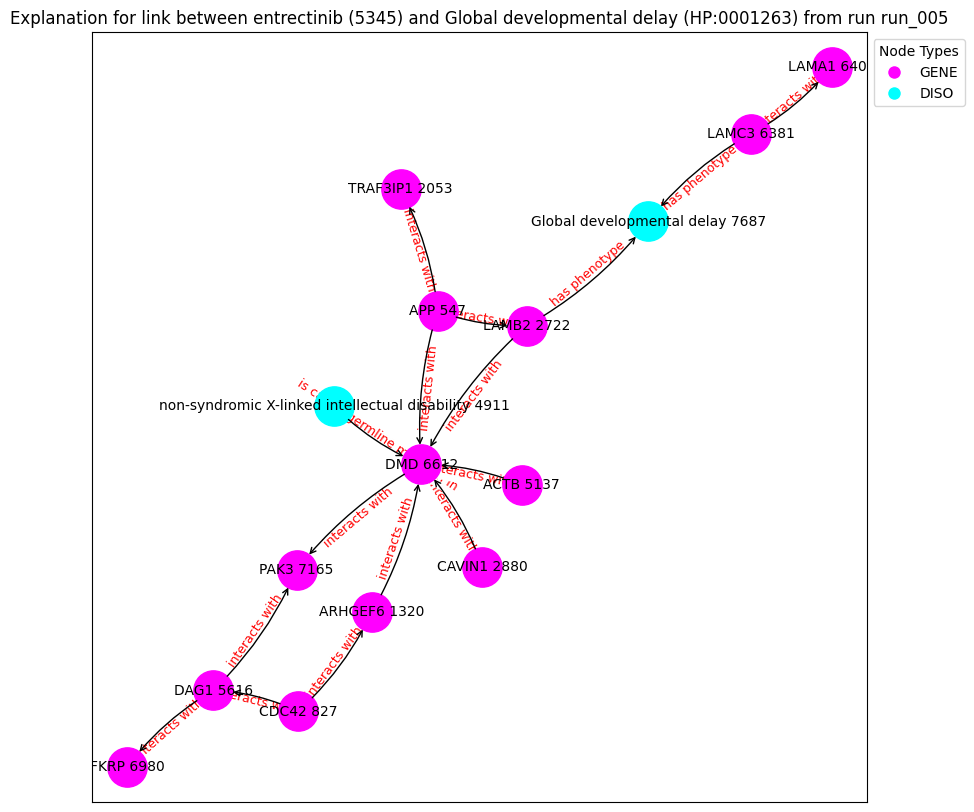 Explanation for link between entrectinib (5345) and Global developmental delay (HP:0001263) from run run_005
Node Types
GENE
DISO
LAMA1 640
interacts with
LAMC3 6381
has phenotype
TRAF3IP1 2053
Global developmental delay 7687
interacts with
has phenotype
APP 547
interacts with
LAMB2 2722
interacts with
interacts with
non-syndromic X-linked intellectual disability 4911
is c
germline m
in
DMD 6612
interacts with
ACTB 5137
interacts with
interacts with
interacts with
CAVIN1 2880
PAK3 7165
ARHGEF6 1320
interacts with
interacts with
DAG1 5616
interacts with
CDC42 827
interacts with
FKRP 6980